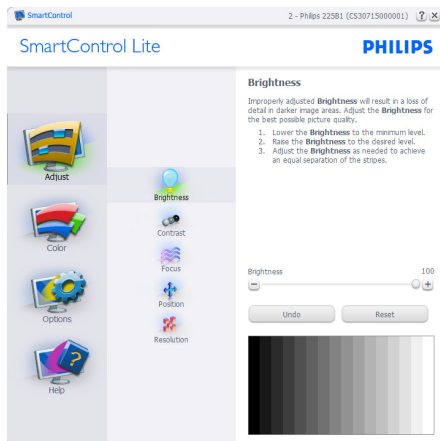 SmartControl
2 - Philips 225B1 (CS30715000001)
? X
SmartControl Lite
PHILIPS
Adjust
Color
Options
?
Help
Brightness
Contrast
Focus
Position
Resolution
Brightness
Improperly adjusted Brightness will result in a loss of
detail in darker image areas. Adjust the Brightness for
the best possible picture quality.
1. Lower the Brightness to the minimum level.
2. Raise the Brightness to the desired level.
3. Adjust the Brightness as needed to achieve
an equal separation of the stripes.
Brightness 100
Undo Reset